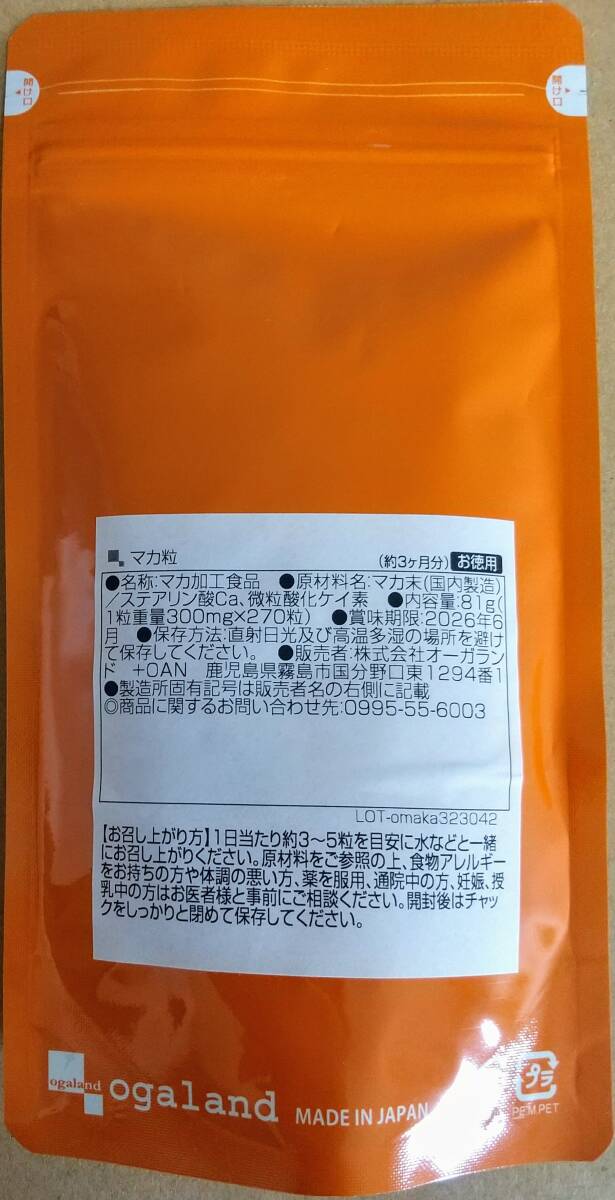 開け口
開け口
マカ粒 (約3ヶ月分) お徳用
●名称:マカ加工食品 ●原材料名:マカ末(国内製造)
/ステアリン酸Ca、微粒酸化ケイ素 ●内容量:81g(
1粒重量300mg×270粒) ●賞味期限:2026年6
月 ●保存方法:直射日光及び高温多湿の場所を避け
て保存してください。 ●販売者:株式会社オーガラン
ド +OAN 鹿児島県霧島市国分野口東1294番1
●製造所固有記号は販売者名の右側に記載
◎商品に関するお問い合わせ先:0995-55-6003
LOT-omaka323042
【お召し上がり方】1日当たり約3〜5粒を目安に水などと一緒
にお召し上がりください。原材料をご参照の上、食物アレルギー
をお持ちの方や体調の悪い方、薬を服用、通院中の方、妊娠、授
乳中の方はお医者様と事前にご相談ください。開封後はチャッ
クをしっかりと閉めて保存してください。
ogaland
ogaland MADE IN JAPAN
プラ
PE.M.PET